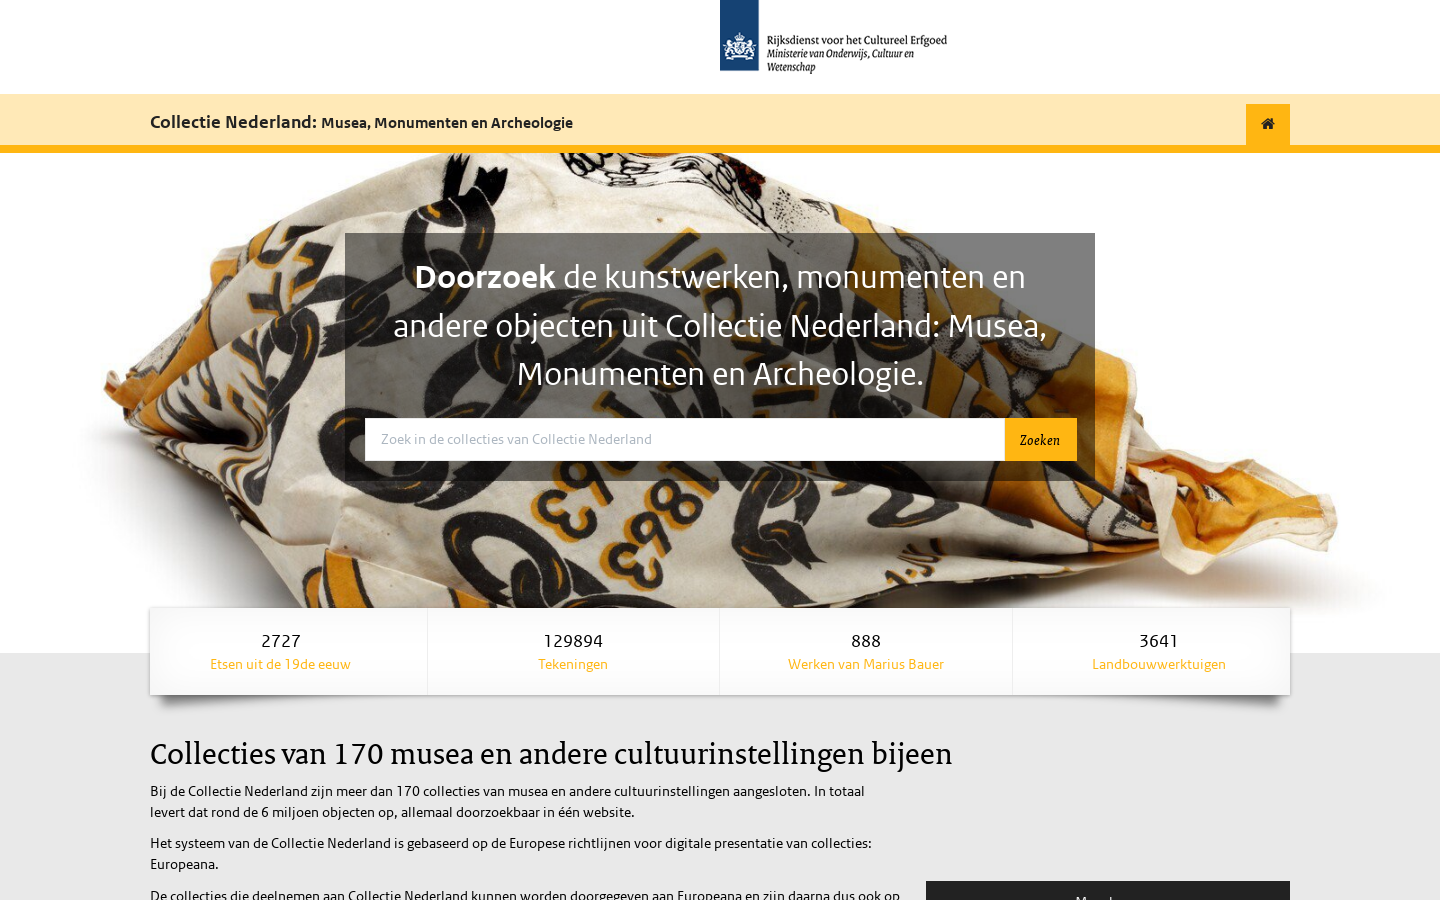 Rijksdienst voor het Cultureel Erfgoed
Ministerie van Onderwijs, Cultuur en
Wetenschap
Collectie Nederland: Musea, Monumenten en Archeologie
Doorzoek de kunstwerken, monumenten en
andere objecten uit Collectie Nederland: Musea,
Monumenten en Archeologie.
Zoek in de collecties van Collectie Nederland
Zoeken
1983
1983
2727
Etsen uit de 19de eeuw
129894
Tekeningen
888
Werken van Marius Bauer
3641
Landbouwwerktuigen
Collecties van 170 musea en andere cultuurinstellingen bijeen
Bij de Collectie Nederland zijn meer dan 170 collecties van musea en andere cultuurinstellingen aangesloten. In totaal
levert dat rond de 6 miljoen objecten op, allemaal doorzoekbaar in één website.
Het systeem van de Collectie Nederland is gebaseerd op de Europese richtlijnen voor digitale presentatie van collecties:
Europeana.
De collecties die deelnemen aan Collectie Nederland kunnen worden doorgegeven aan Europeana en zijn daarna dus ook op